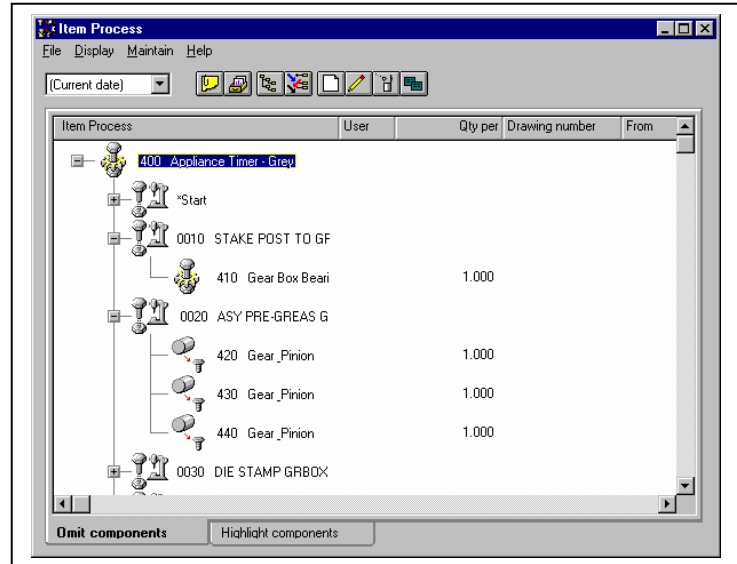 Item Process
File Display Maintain Help
(Current date)
Item Process User Qty per Drawing number From
400 Appliance Timer - Grey
*Start
0010 STAKE POST TO GF
410 Gear Box Beari 1.000
0020 ASY PRE-GREAS G
420 Gear_Pinion 1.000
430 Gear_Pinion 1.000
440 Gear_Pinion 1.000
0030 DIE STAMP GRBOX
Omit components Highlight components